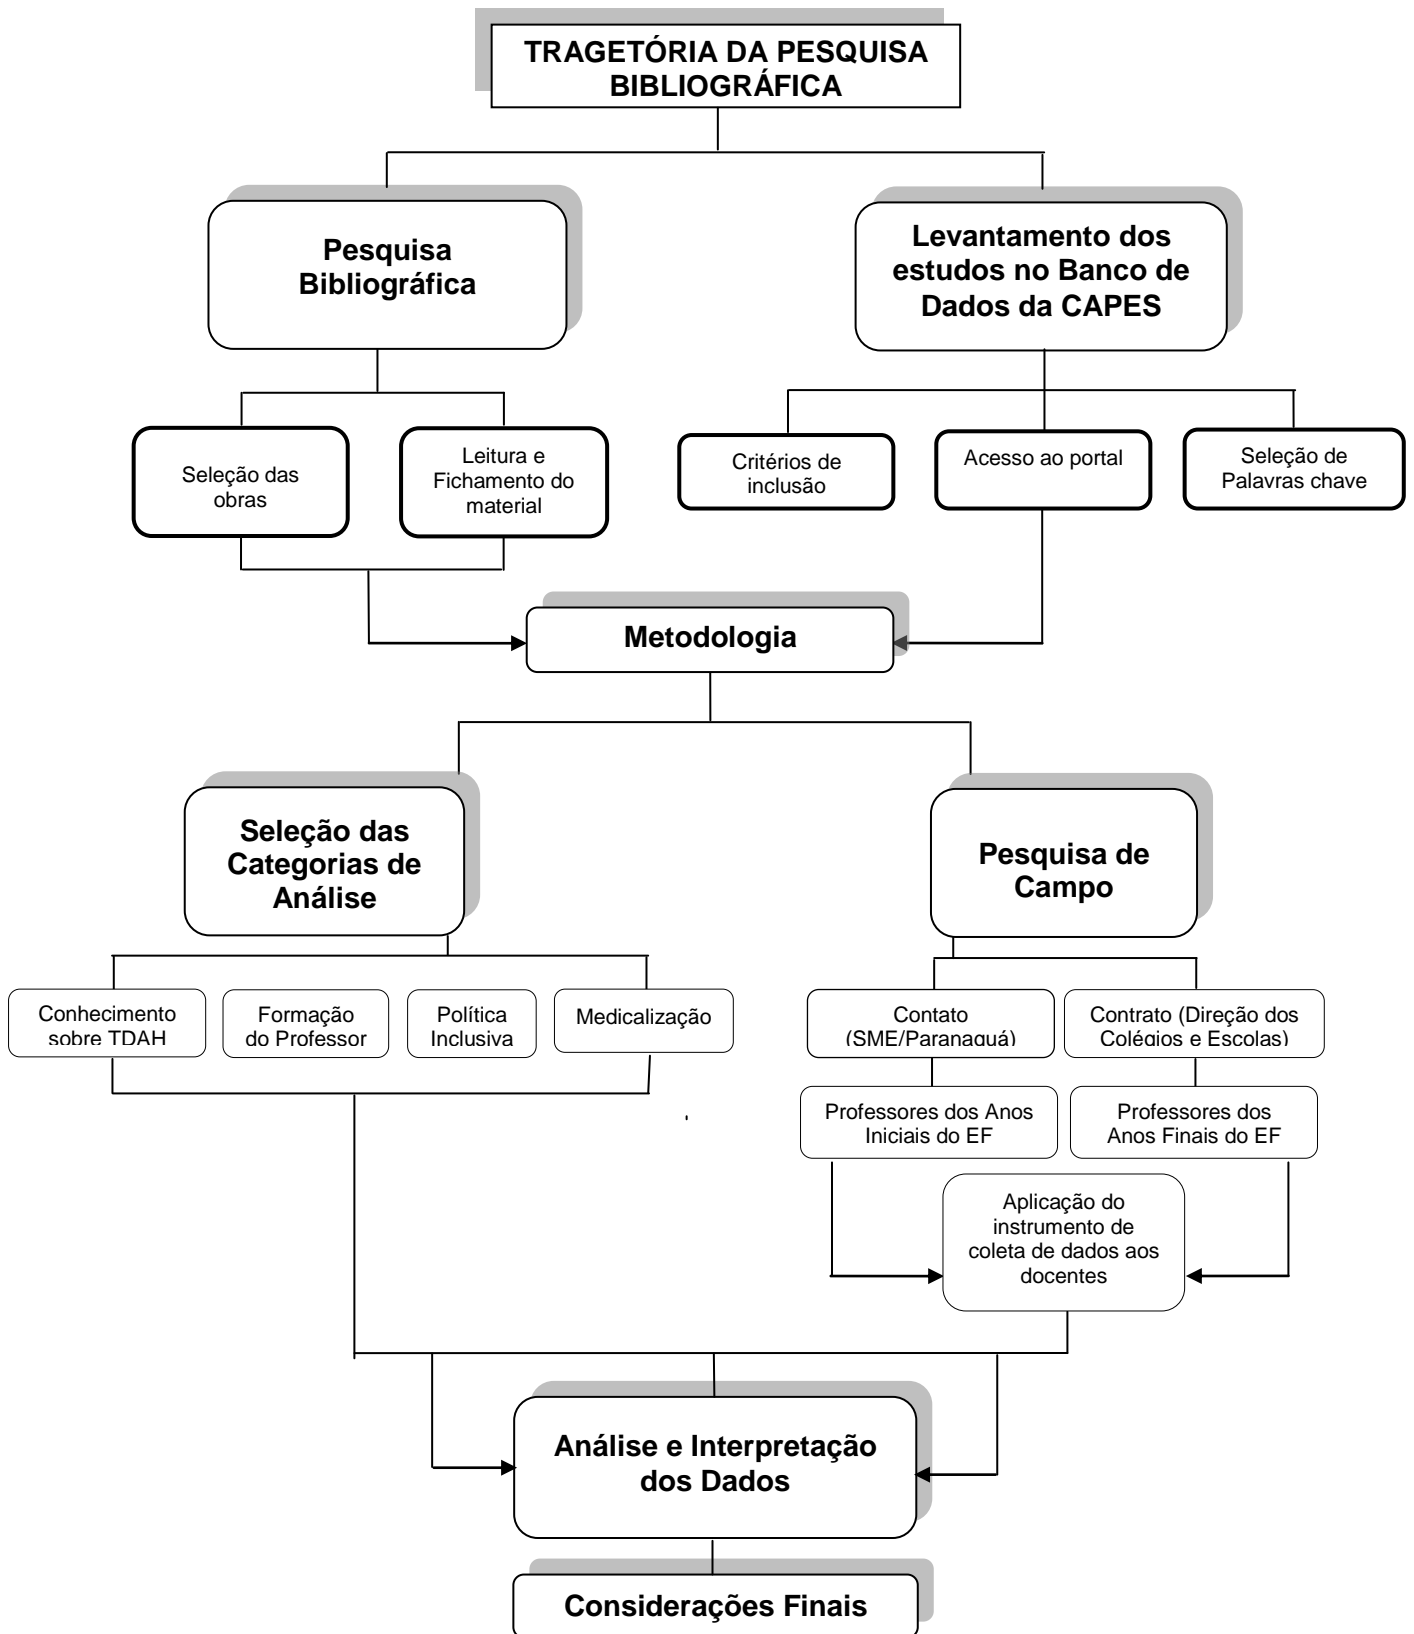 TRAGETÓRIA DA PESQUISA
BIBLIOGRÁFICA
Pesquisa
Bibliográfica
Levantamento dos
estudos no Banco de
Dados da CAPES
Seleção das
obras
Leitura e
Fichamento do
material
Critérios de
inclusão
Acesso ao portal
Seleção de
Palavras chave
Metodologia
Seleção das
Categorias de
Análise
Pesquisa de
Campo
Conhecimento
sobre TDAH
Formação
do Professor
Política
Inclusiva
Medicalização
Contato
(SME/Paranaguá)
Contrato (Direção dos
Colégios e Escolas)
Professores dos Anos
Iniciais do EF
Professores dos
Anos Finais do EF
Aplicação do
instrumento de
coleta de dados aos
docentes
Análise e Interpretação
dos Dados
Considerações Finais